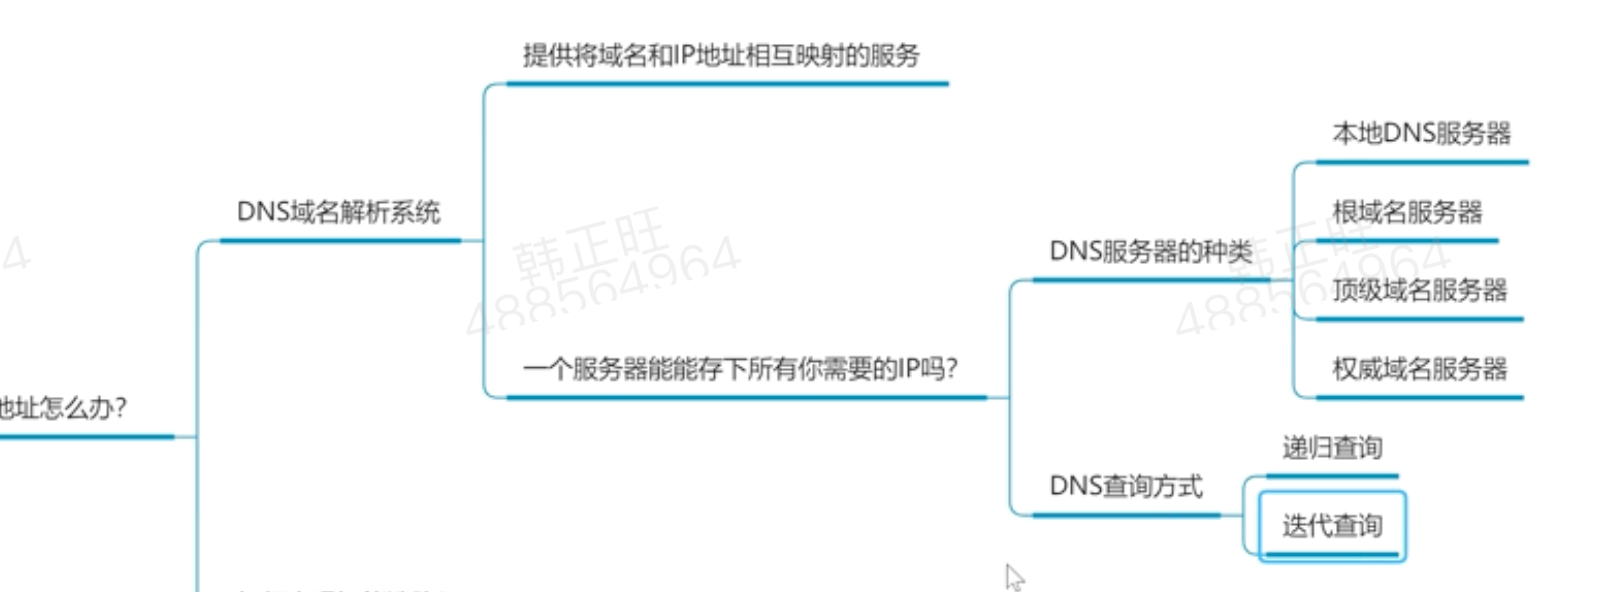 提供将域名和IP地址相互映射的服务
本地DNS服务器
DNS域名解析系统
根域名服务器
DNS服务器的种类
顶级域名服务器
一个服务器能能存下所有你需要的IP吗?
权威域名服务器
地址怎么办?
递归查询
DNS查询方式
迭代查询
韩正旺
488564964
韩正旺
488564964
4